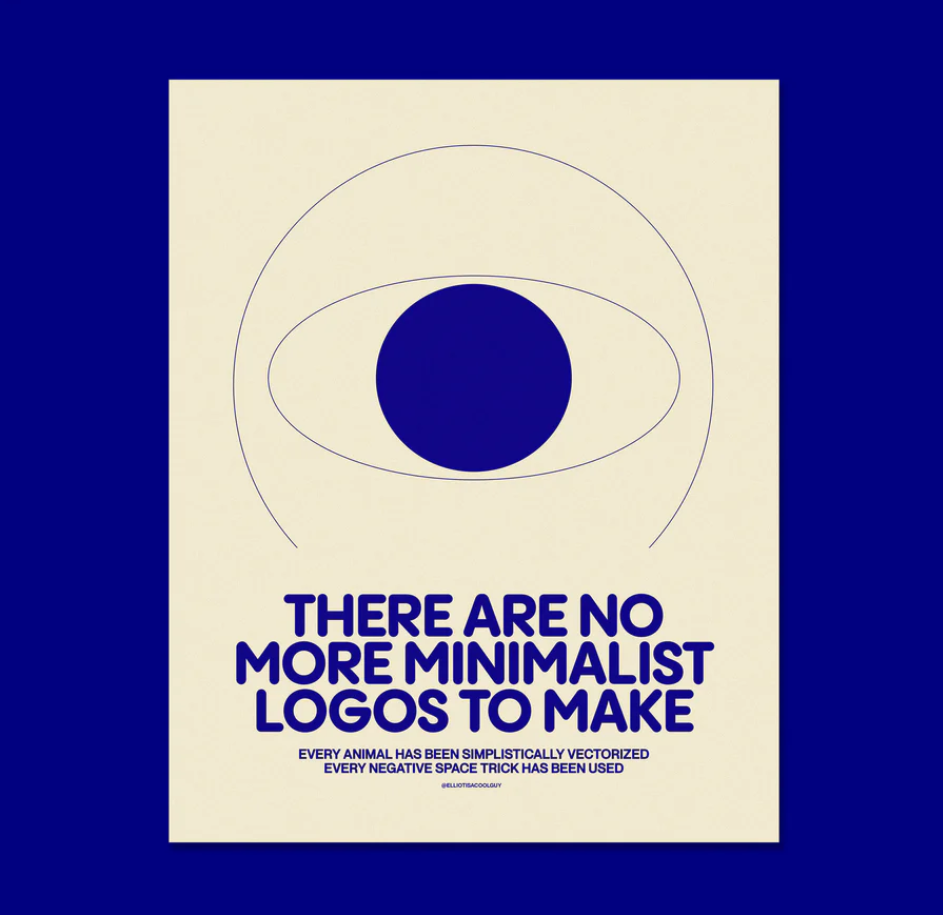 THERE ARE NO
MORE MINIMALIST
LOGOS TO MAKE
EVERY ANIMAL HAS BEEN SIMPLISTICALLY VECTORIZED
EVERY NEGATIVE SPACE TRICK HAS BEEN USED
@ELLIOTISACOOLGUY